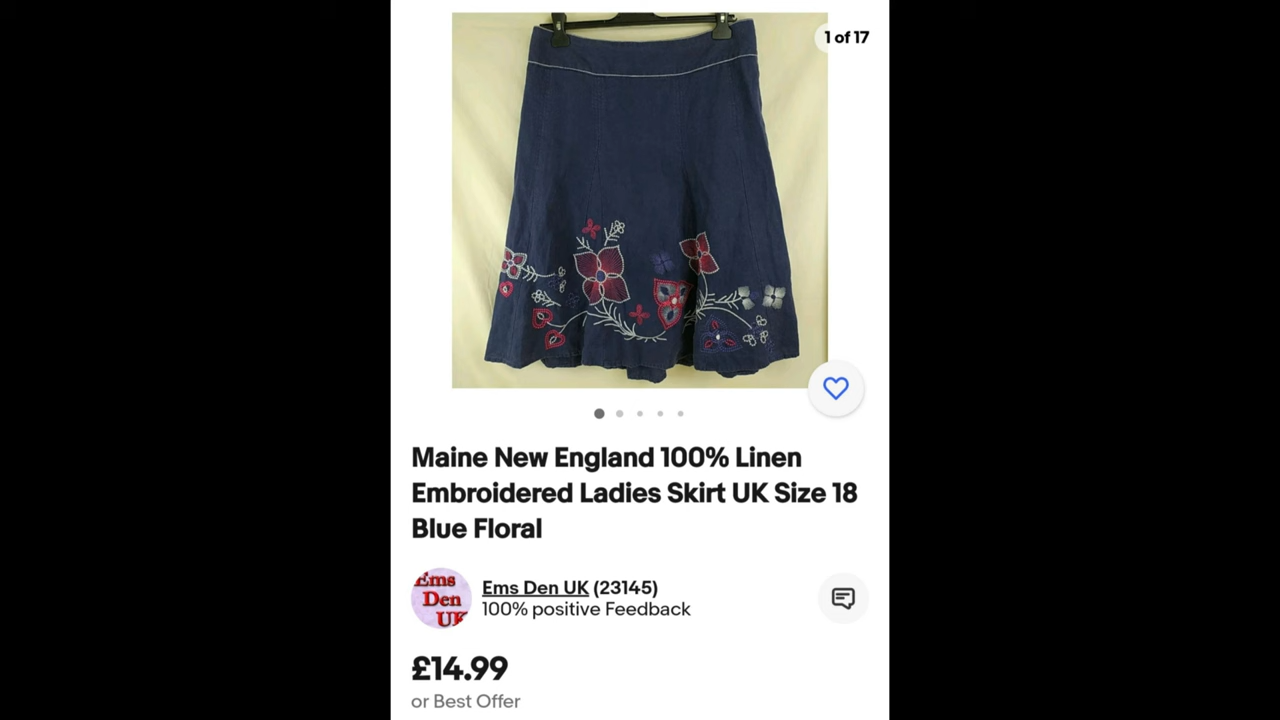 1 of 17
Maine New England 100% Linen
Embroidered Ladies Skirt UK Size 18
Blue Floral
Ems
Den
UK
Ems Den UK (23145)
100% positive Feedback
£14.99
or Best Offer